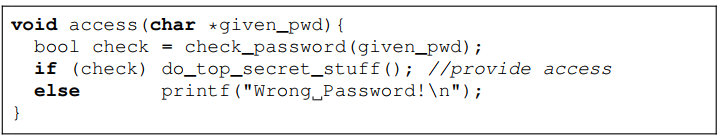 void access(char *given_pwd){
  bool check = check_password(given_pwd);
  if (check) do_top_secret_stuff(); //provide access
  else       printf("Wrong␣Password!\n");
}